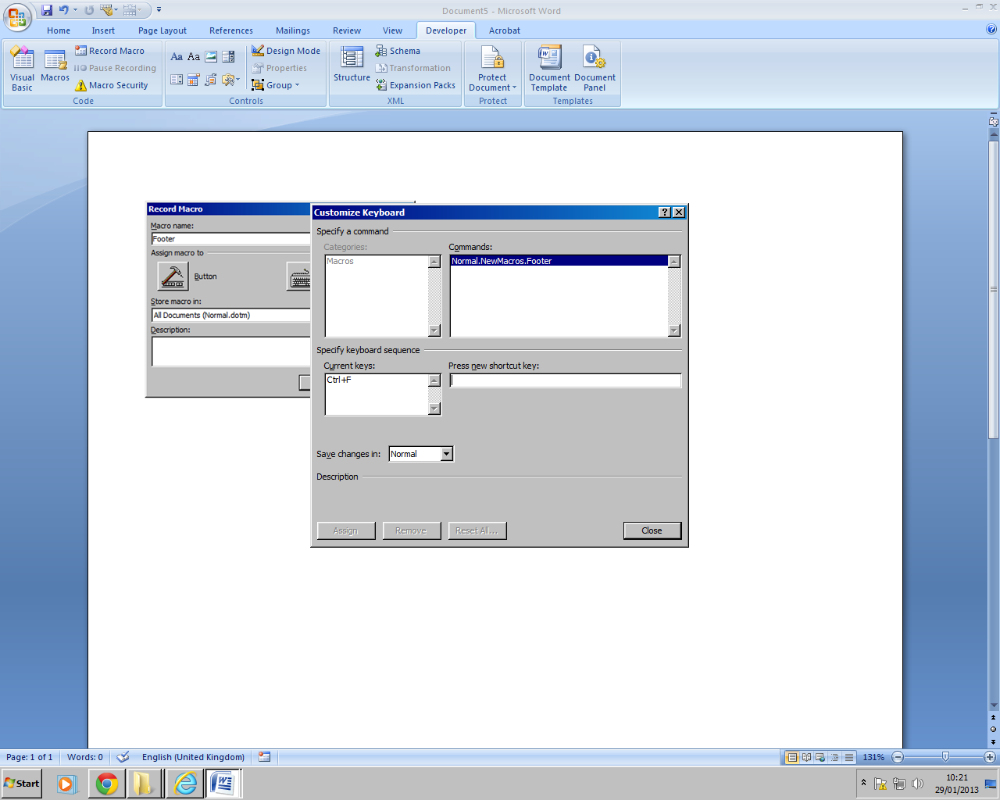 Document5 - Microsoft Word
Home Insert Page Layout References Mailings Review View Developer Acrobat
Visual Basic
Macros
Record Macro
Pause Recording
Macro Security
Code
Aa Aa
Design Mode
Properties
Group
Controls
Structure
Schema
Transformation
Expansion Packs
XML
Protect Document
Protect
Document Template
Document Panel
Templates
Record Macro
Macro name:
Footer
Assign macro to
Button
Store macro in:
All Documents (Normal.dotm)
Description:
Customize Keyboard
Specify a command
Categories: Commands:
Macros Normal.NewMacros.Footer
Specify keyboard sequence
Current keys: Press new shortcut key:
Ctrl+F
Save changes in: Normal
Description
Assign Remove Reset All... Close
Page: 1 of 1 Words: 0 English (United Kingdom) 131%
Start
10:21
29/01/2013